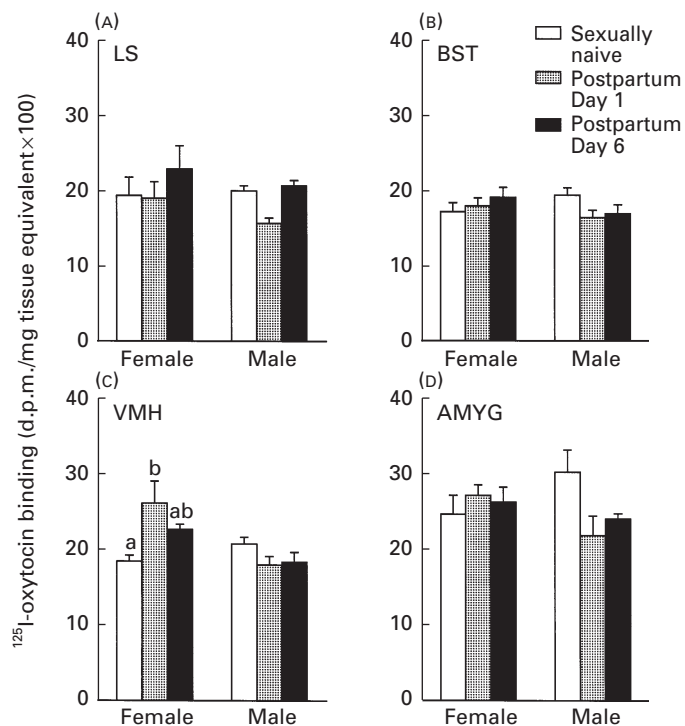 (A)
LS
40
30
20
10
0
Female Male
(B)
BST
40
30
20
10
0
Female Male
Sexually
naive
Postpartum
Day 1
Postpartum
Day 6
(C)
VMH
40
30
20
10
0
a
b
ab
Female Male
(D)
AMYG
40
30
20
10
0
Female Male
¹²⁵I-oxytocin binding (d.p.m./mg tissue equivalent×100)